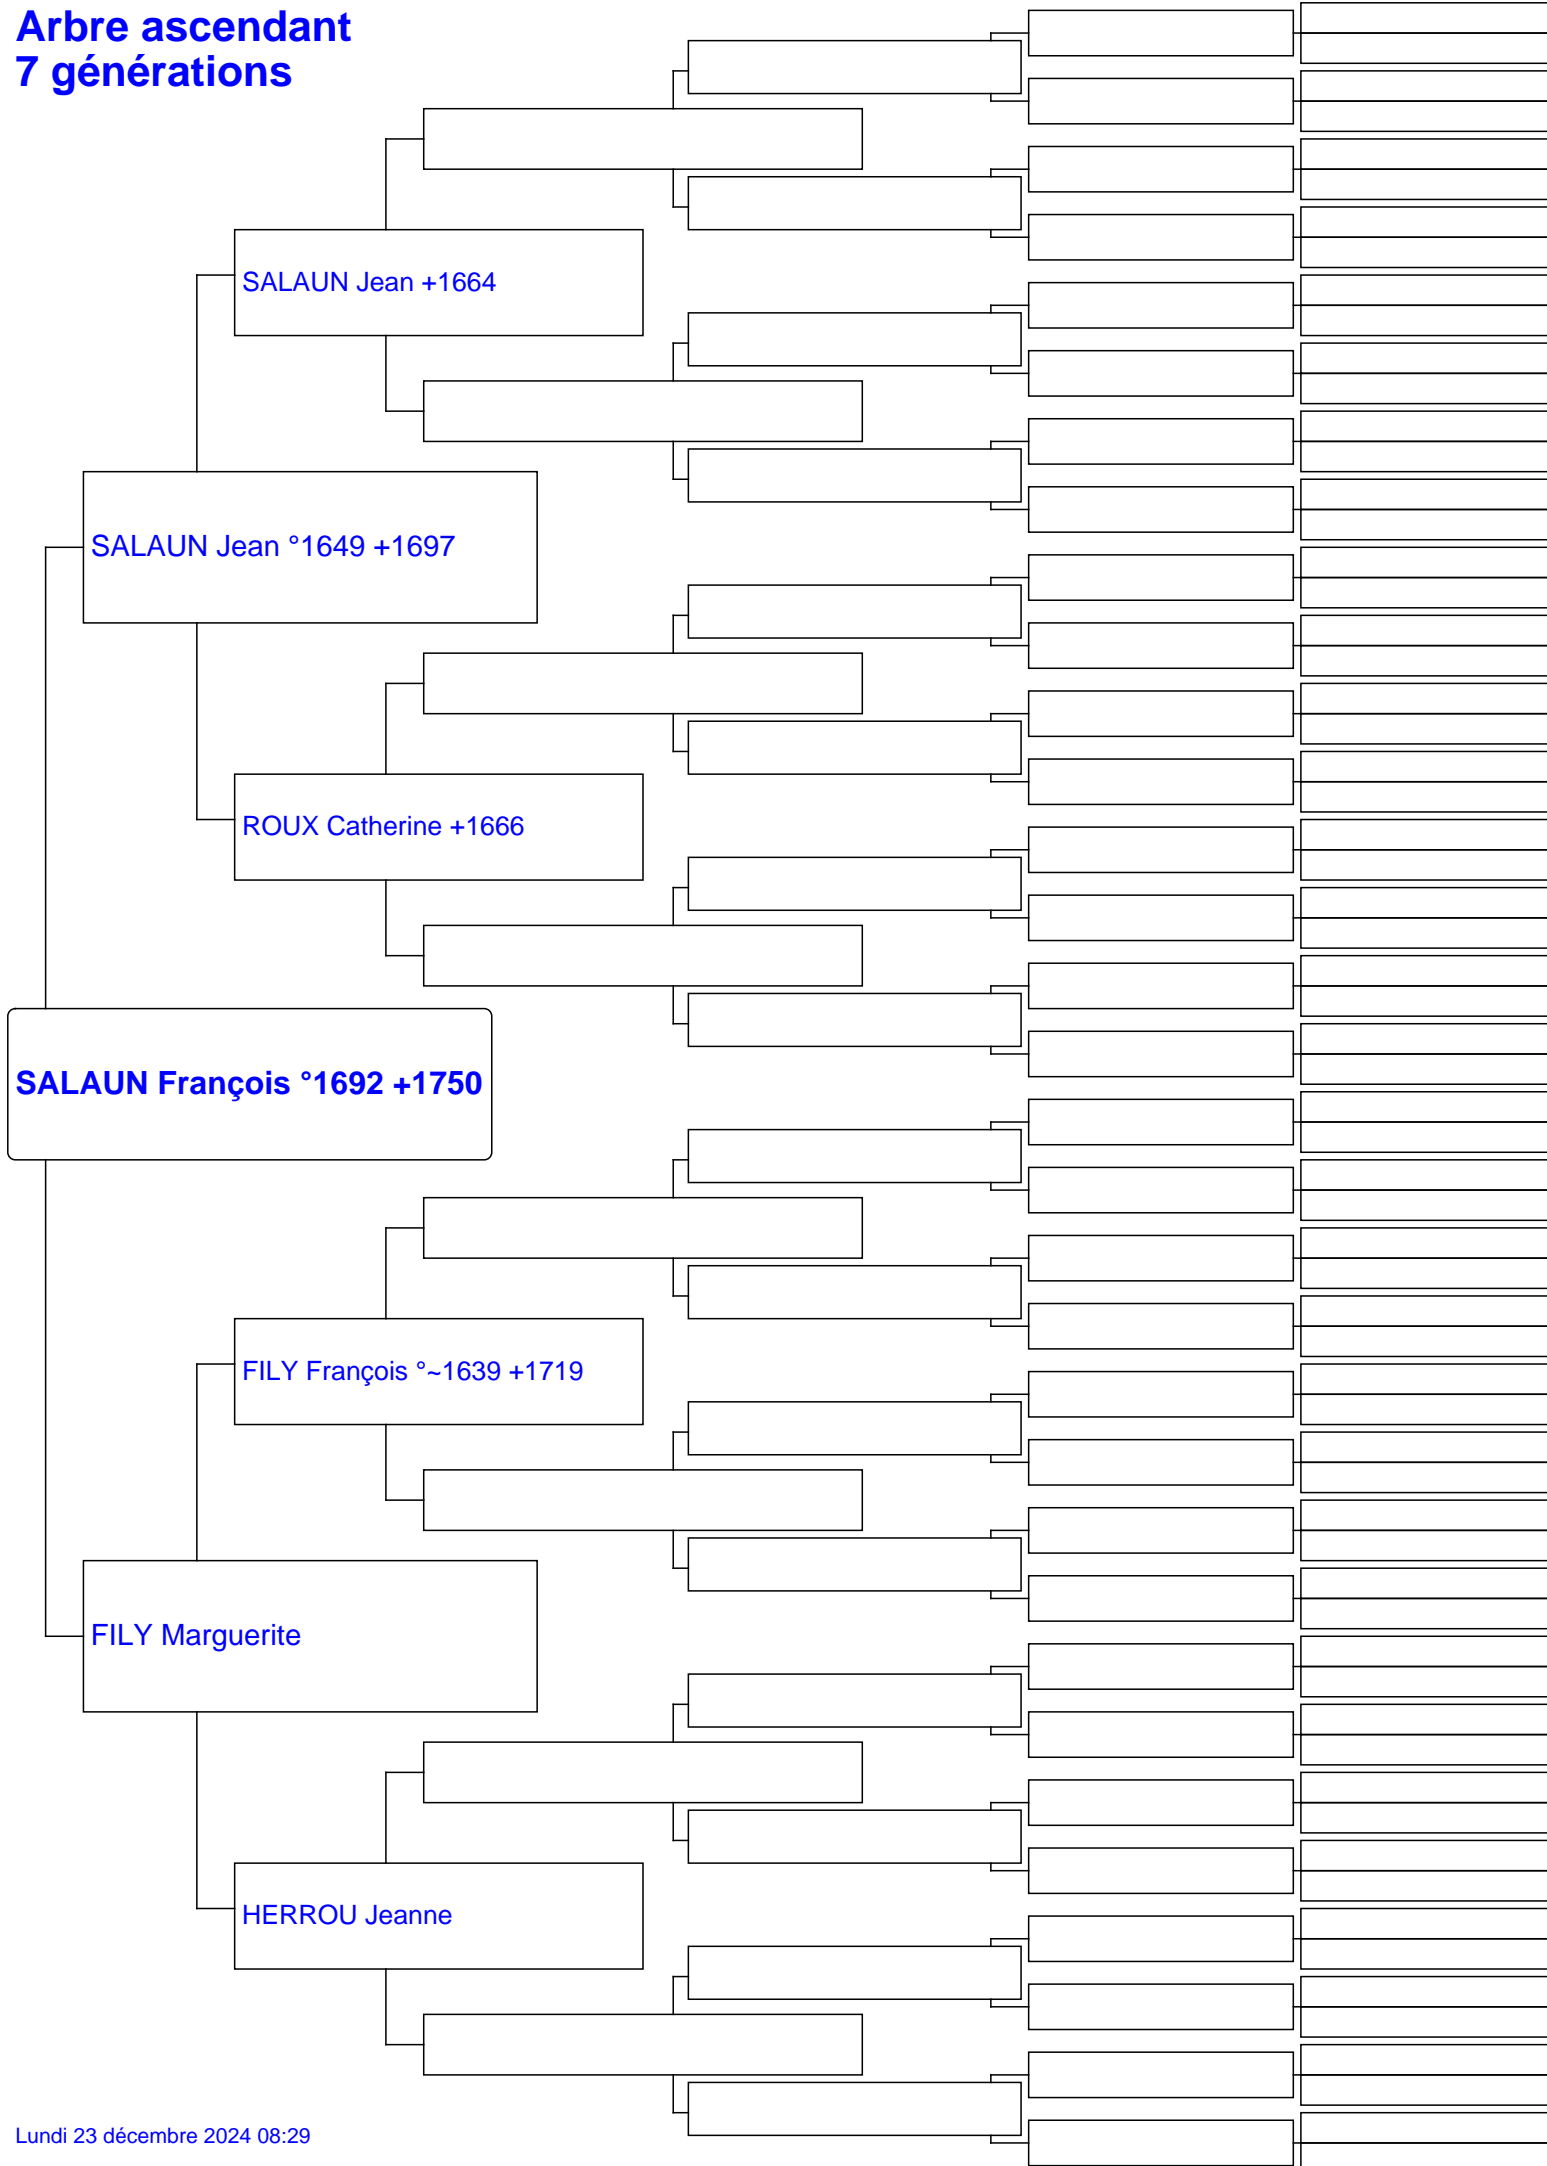 Arbre ascendant
7 générations
SALAUN Jean +1664
SALAUN Jean °1649 +1697
ROUX Catherine +1666
SALAUN François °1692 +1750
FILY François °~1639 +1719
FILY Marguerite
HERROU Jeanne
Lundi 23 décembre 2024 08:29